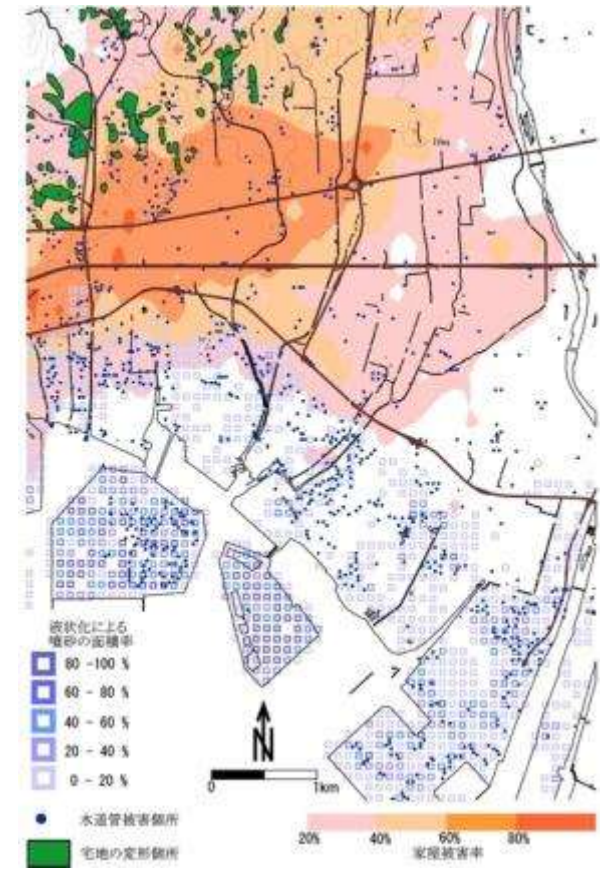 液状化による
噴砂の面積率
80 -100 %
60 - 80 %
40 - 60 %
20 - 40 %
0 - 20 %
N
0 1km
水道管被害個所
宅地の変形個所
20% 40% 60% 80%
家屋被害率